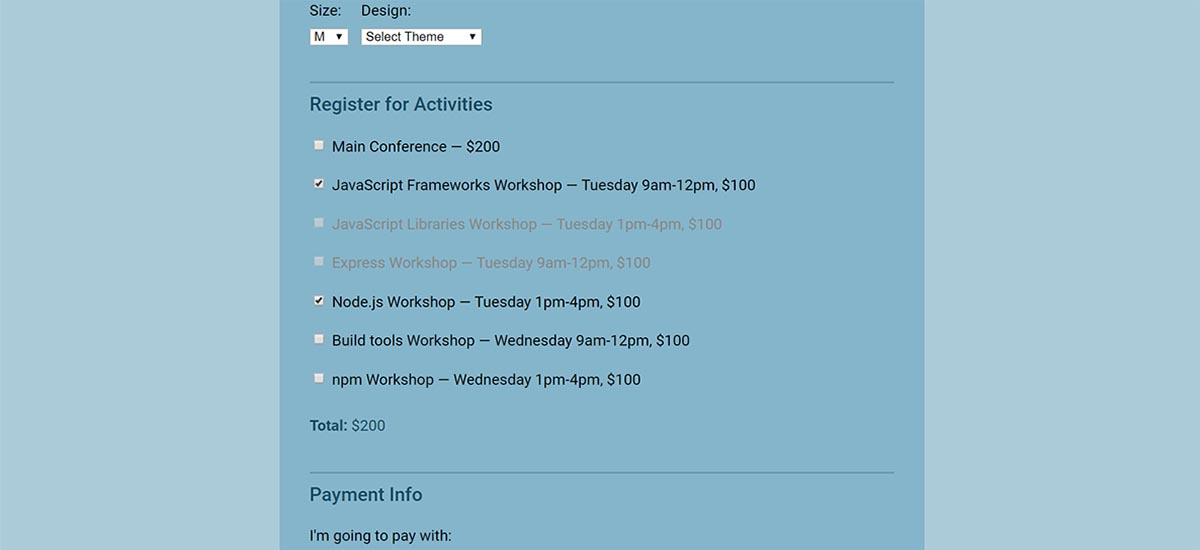 Size: Design:
M Select Theme
Register for Activities
Main Conference — $200
JavaScript Frameworks Workshop — Tuesday 9am-12pm, $100
JavaScript Libraries Workshop — Tuesday 1pm-4pm, $100
Express Workshop — Tuesday 9am-12pm, $100
Node.js Workshop — Tuesday 1pm-4pm, $100
Build tools Workshop — Wednesday 9am-12pm, $100
npm Workshop — Wednesday 1pm-4pm, $100
Total: $200
Payment Info
I'm going to pay with: